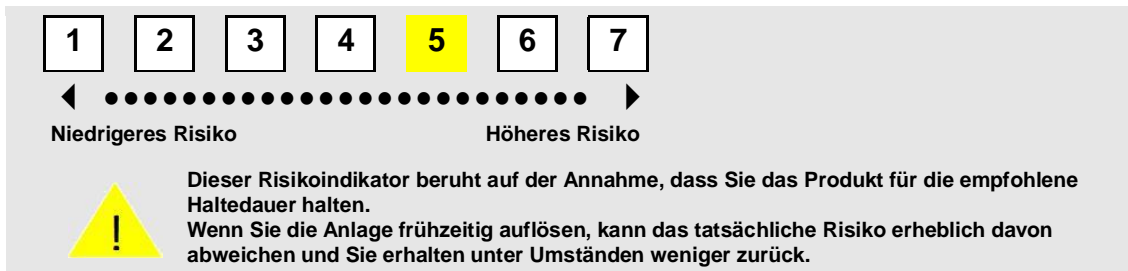 1 2 3 4 5 6 7
Niedrigeres Risiko Höheres Risiko
Dieser Risikoindikator beruht auf der Annahme, dass Sie das Produkt für die empfohlene
Haltedauer halten.
! Wenn Sie die Anlage frühzeitig auflösen, kann das tatsächliche Risiko erheblich davon
abweichen und Sie erhalten unter Umständen weniger zurück.